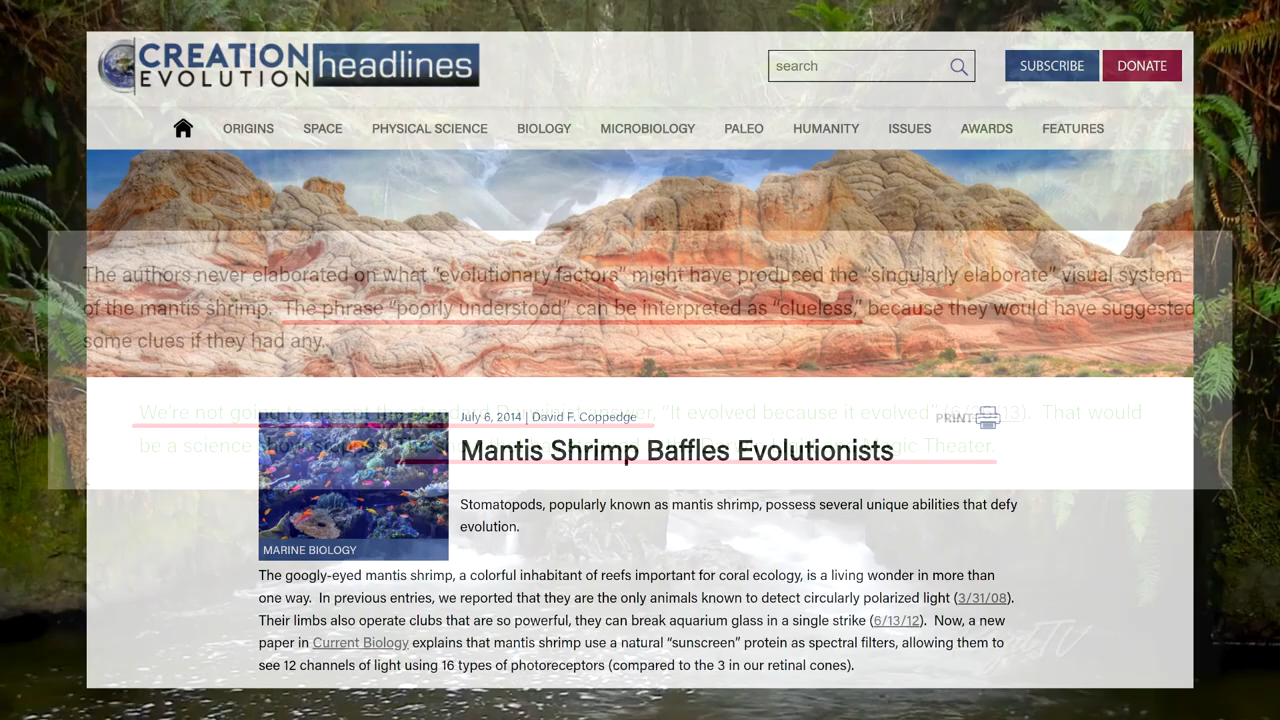 CREATION
EVOLUTION headlines
search
SUBSCRIBE
DONATE
ORIGINS SPACE PHYSICAL SCIENCE BIOLOGY MICROBIOLOGY PALEO HUMANITY ISSUES AWARDS FEATURES
The authors never elaborated on what “evolutionary factors” might have produced the “singularly elaborate” visual system
of the mantis shrimp. The phrase “poorly understood” can be interpreted as “clueless,” because they would have suggested
some clues if they had any.
We’re not going to accept “It evolved because it evolved” That would
be a science Magic Theater.
July 6, 2014 | David F. Coppedge
PRINT
Mantis Shrimp Baffles Evolutionists
Stomatopods, popularly known as mantis shrimp, possess several unique abilities that defy
evolution.
MARINE BIOLOGY
The googly-eyed mantis shrimp, a colorful inhabitant of reefs important for coral ecology, is a living wonder in more than
one way. In previous entries, we reported that they are the only animals known to detect circularly polarized light (3/31/08).
Their limbs also operate clubs that are so powerful, they can break aquarium glass in a single strike (6/13/12). Now, a new
paper in Current Biology explains that mantis shrimp use a natural “sunscreen” protein as spectral filters, allowing them to
see 12 channels of light using 16 types of photoreceptors (compared to the 3 in our retinal cones).